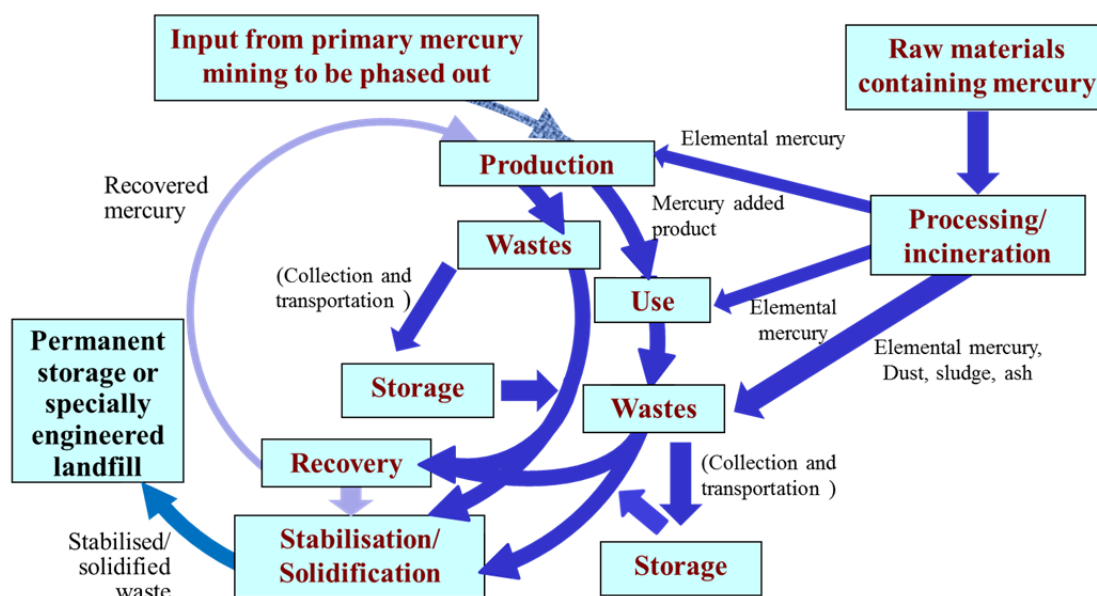 Input from primary mercury
mining to be phased out
Raw materials
containing mercury
Elemental mercury
Production
Recovered
mercury
Mercury added
product
Processing/
incineration
Wastes
(Collection and
transportation )
Use
Elemental
mercury
Permanent
storage or
specially
engineered
landfill
Elemental mercury,
Dust, sludge, ash
Storage
Wastes
Recovery
(Collection and
transportation )
Stabilisation/
Solidification
Storage
Stabilised/
solidified
waste